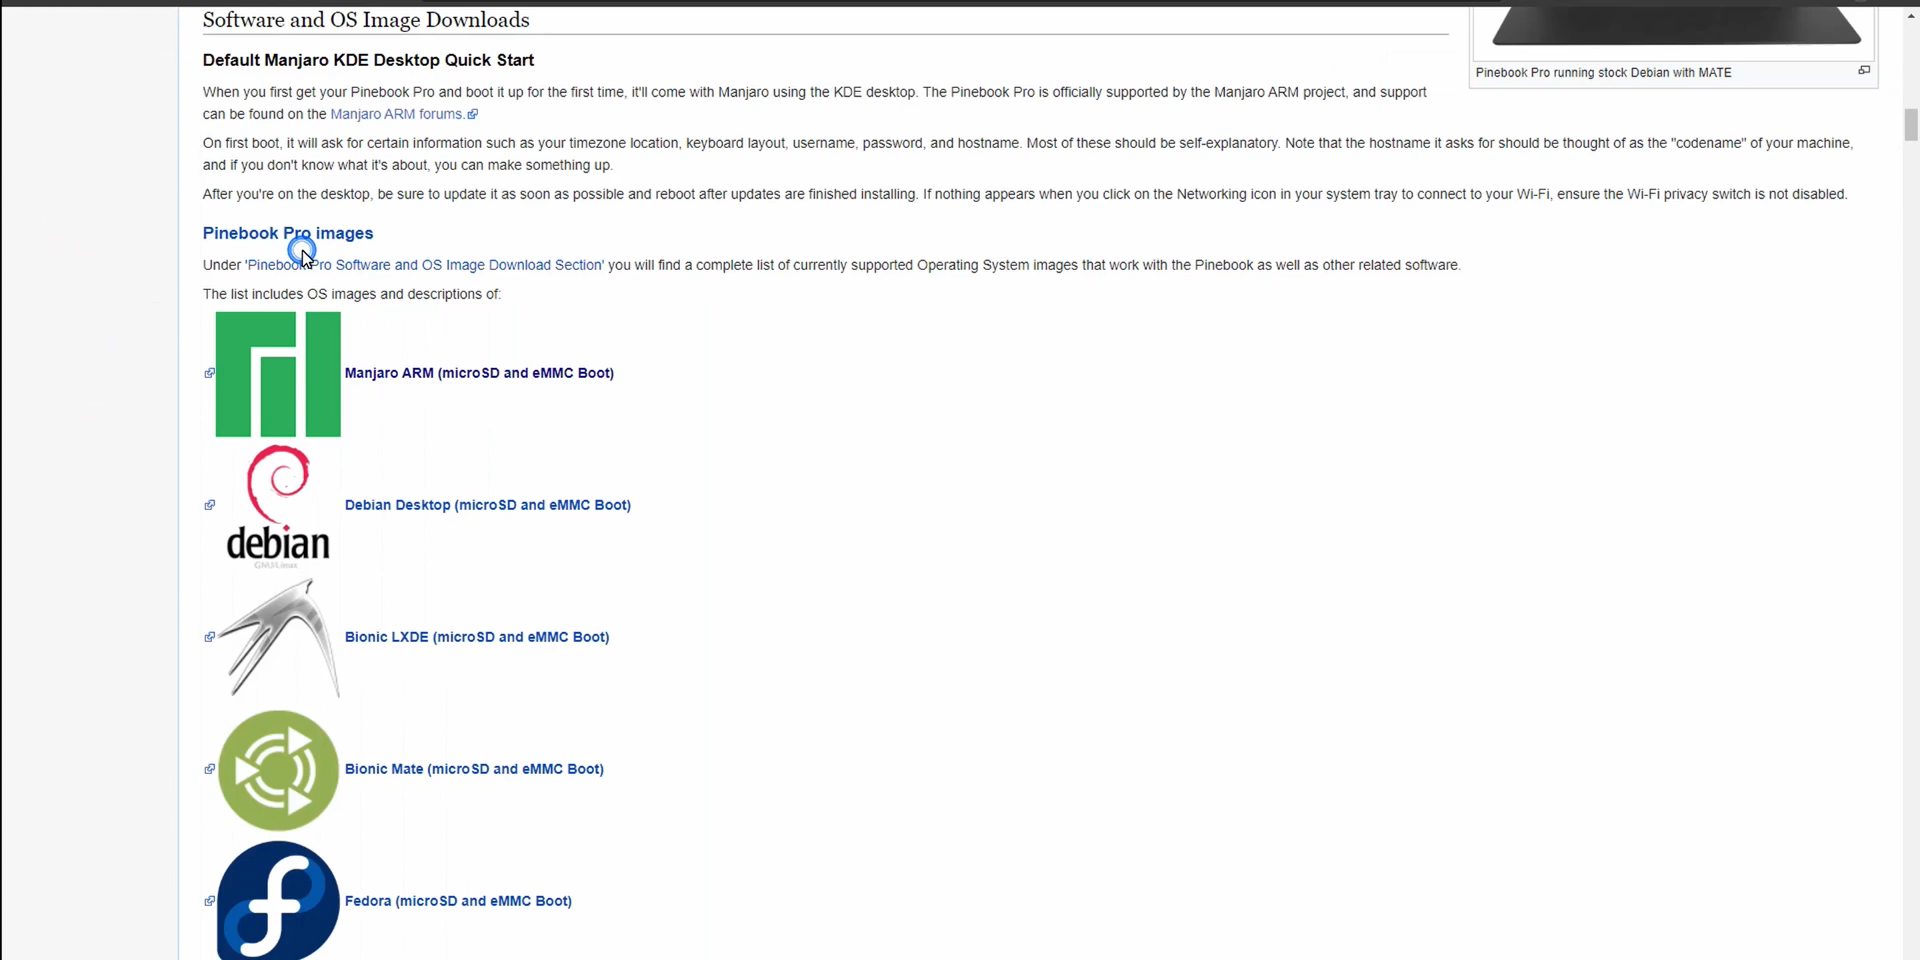 Software and OS Image Downloads
Pinebook Pro running stock Debian with MATE
Default Manjaro KDE Desktop Quick Start
When you first get your Pinebook Pro and boot it up for the first time, it'll come with Manjaro using the KDE desktop. The Pinebook Pro is officially supported by the Manjaro ARM project, and support
can be found on the Manjaro ARM forums.
On first boot, it will ask for certain information such as your timezone location, keyboard layout, username, password, and hostname. Most of these should be self-explanatory. Note that the hostname it asks for should be thought of as the "codename" of your machine,
and if you don't know what it's about, you can make something up.
After you're on the desktop, be sure to update it as soon as possible and reboot after updates are finished installing. If nothing appears when you click on the Networking icon in your system tray to connect to your Wi-Fi, ensure the Wi-Fi privacy switch is not disabled.
Pinebook Pro images
Under 'Pinebook Pro Software and OS Image Download Section' you will find a complete list of currently supported Operating System images that work with the Pinebook as well as other related software.
The list includes OS images and descriptions of:
Manjaro ARM (microSD and eMMC Boot)
debian
GNU/Linux
Debian Desktop (microSD and eMMC Boot)
Bionic LXDE (microSD and eMMC Boot)
Bionic Mate (microSD and eMMC Boot)
Fedora (microSD and eMMC Boot)